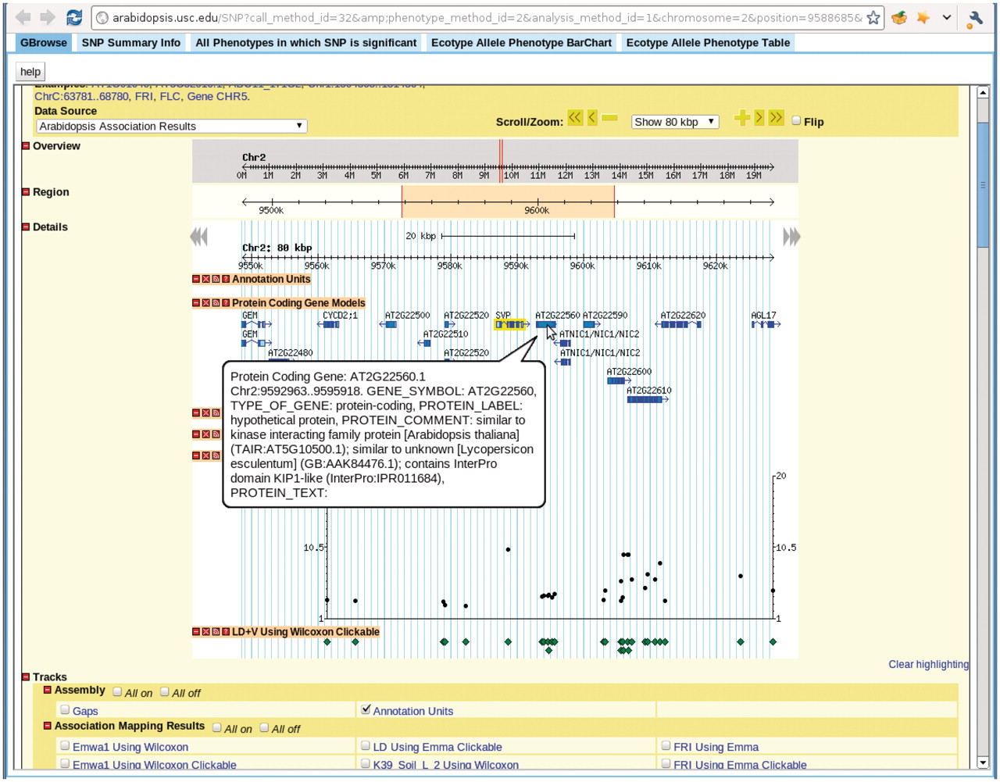 arabidopsis.usc.edu/SNP?call_method_id=32&amp;phenotype_method_id=2&analysis_method_id=1&chromosome=2&position=9588685&
GBrowse SNP Summary Info All Phenotypes in which SNP is significant Ecotype Allele Phenotype BarChart Ecotype Allele Phenotype Table
help
ChrC:63781..68780, FRI, FLC, Gene CHR5.
Data Source
Arabidopsis Association Results Scroll/Zoom: Show 80 kbp Flip
Overview
Chr2
0M 1M 2M 3M 4M 5M 6M 7M 8M 9M 10M 11M 12M 13M 14M 15M 16M 17M 18M 19M
Region
9500k 9600k
Details
20 kbp
Chr2: 80 kbp
9550k 9560k 9570k 9580k 9590k 9600k 9610k 9620k
Annotation Units
Protein Coding Gene Models
GEM CYCD2;1 AT2G22500 AT2G22520 SVP AT2G22560 AT2G22590 AT2G22620 AGL17
GEM AT2G22510 ATNIC1/NIC1/NIC2
AT2G22480 AT2G22520 ATNIC1/NIC1/NIC2
AT2G22600
AT2G22610
Protein Coding Gene: AT2G22560.1
Chr2:9592963..9595918. GENE_SYMBOL: AT2G22560,
TYPE_OF_GENE: protein-coding, PROTEIN_LABEL:
hypothetical protein, PROTEIN_COMMENT: similar to
kinase interacting family protein [Arabidopsis thaliana]
(TAIR:AT5G10500.1); similar to unknown [Lycopersicon
esculentum] (GB:AAK84476.1); contains InterPro
domain KIP1-like (InterPro:IPR011684),
PROTEIN_TEXT:
20
10.5 10.5
1 1
LD+V Using Wilcoxon Clickable
Clear highlighting
Tracks
Assembly All on All off
Gaps Annotation Units
Association Mapping Results All on All off
Emwa1 Using Wilcoxon LD Using Emma Clickable FRI Using Emma
Emwa1 Using Wilcoxon Clickable K39_Soil_L_2 Using Wilcoxon FRI Using Emma Clickable